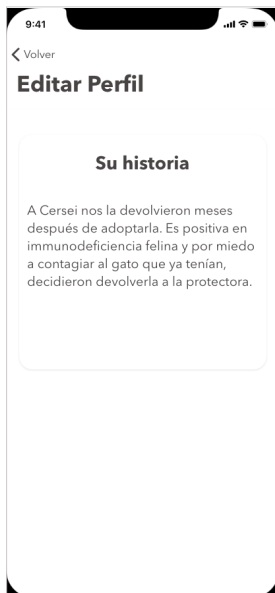 9:41
Volver
Editar Perfil
Su historia
A Cersei nos la devolvieron meses
después de adoptarla. Es positiva en
immunodeficiencia felina y por miedo
a contagiar al gato que ya tenían,
decidieron devolverla a la protectora.